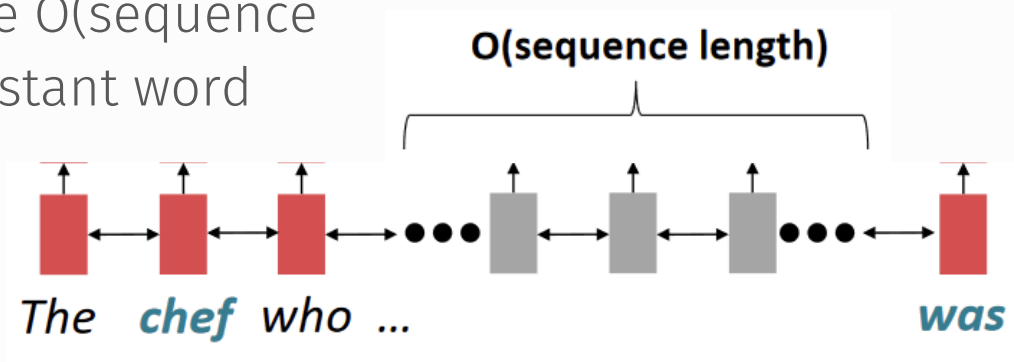 e O(sequence
stant word
O(sequence length)
The chef who ... was